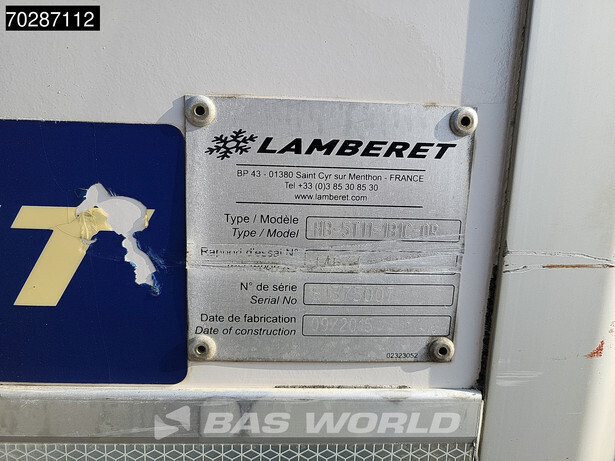 70287112
LAMBERET
BP 43 - 01380 Saint Cyr sur Menthon - FRANCE
Tel +33 (0)3 85 30 85 30
www.lamberet.com
Type / Modèle
Type / Model
Rapport d'essai N°
N° de série
Serial No
Date de fabrication
Date of construction
02323052
T
BAS WORLD